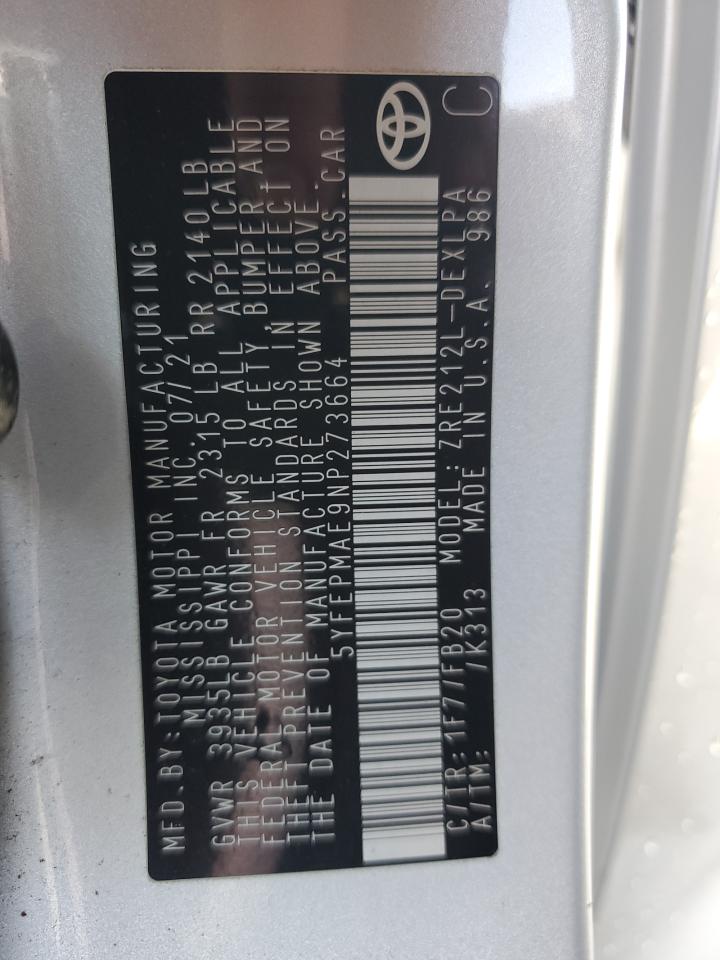 MFD.BY:TOYOTA MOTOR MANUFACTURING
MISSISSIPPI INC. 07/21
GVWR 3935LB GAWR FR 2315 LB RR 2140LB
THIS VEHICLE CONFORMS TO ALL APPLICABLE
FEDERAL MOTOR VEHICLE SAFETY, BUMPER, AND
THEFT PREVENTION STANDARDS IN EFFECT ON
THE DATE OF MANUFACTURE SHOWN ABOVE.
5YFEPMAE9NP273664 PASS. CAR
C/TR:1F7/FB20 MODEL:ZRE212L-DEXLPA
A/TM: /K313 MADE IN U.S.A. 986 C